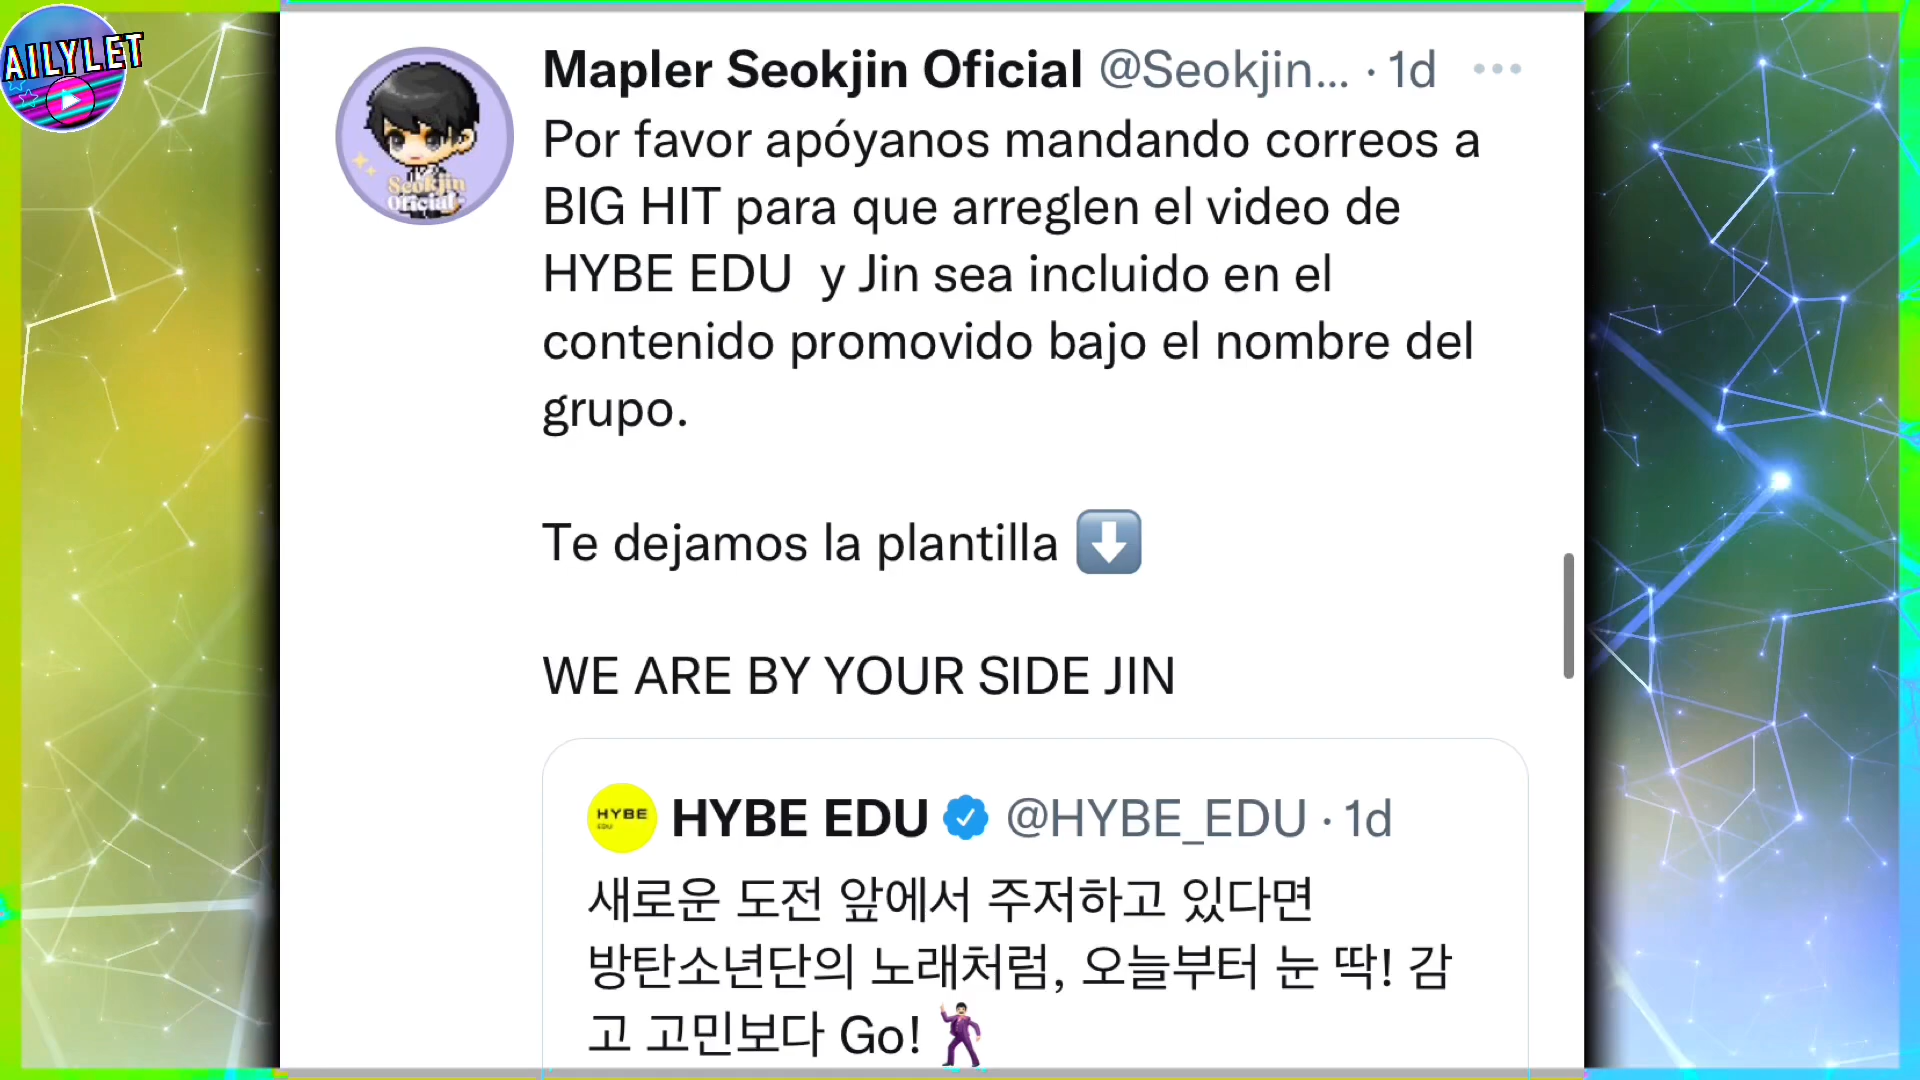 AILYLET
Mapler Seokjin Oficial @Seokjin... · 1d
Por favor apóyanos mandando correos a
BIG HIT para que arreglen el video de
HYBE EDU y Jin sea incluido en el
contenido promovido bajo el nombre del
grupo.
Seokjin
Oficial
Te dejamos la plantilla ⬇️
WE ARE BY YOUR SIDE JIN
HYBE
EDU
HYBE EDU @HYBE_EDU · 1d
새로운 도전 앞에서 주저하고 있다면
방탄소년단의 노래처럼, 오늘부터 눈 딱! 감
고 고민보다 Go! 🕺🏻